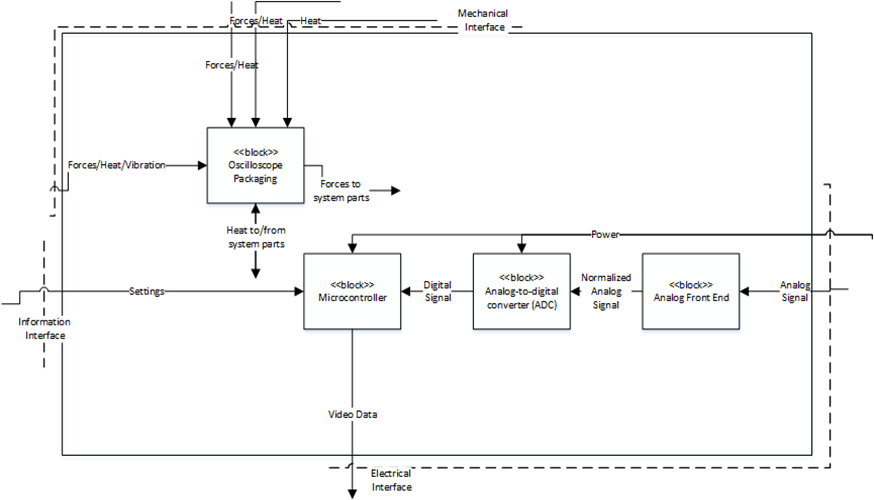 Forces/Heat
Heat
Mechanical
Interface
Forces/Heat
<<block>>
Oscilloscope
Packaging
Forces/Heat/Vibration
Forces to
system parts
Heat to/from
system parts
Power
<<block>>
Microcontroller
Digital
Signal
<<block>>
Analog-to-digital
converter (ADC)
Normalized
Analog
Signal
<<block>>
Analog Front End
Analog
Signal
Settings
Information
Interface
Video Data
Electrical
Interface